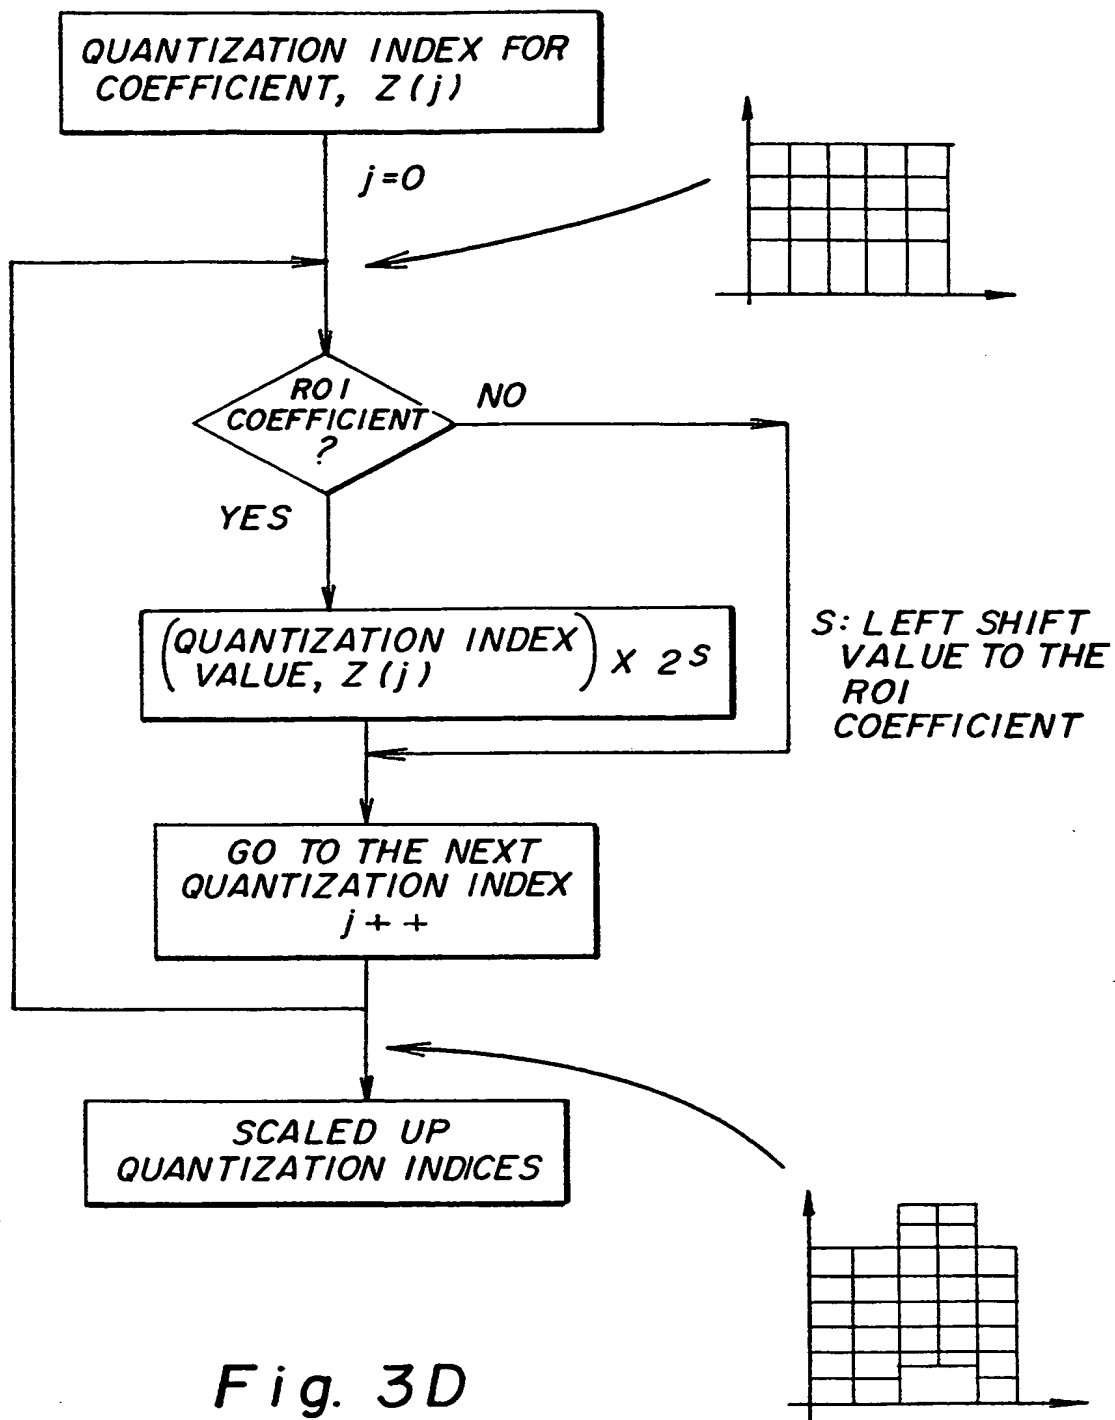 QUANTIZATION INDEX FOR
COEFFICIENT, Z(j)
j=0
ROI
COEFFICIENT
?
NO
YES
(QUANTIZATION INDEX
VALUE, Z(j)) X 2^S
S: LEFT SHIFT
VALUE TO THE
ROI
COEFFICIENT
GO TO THE NEXT
QUANTIZATION INDEX
j++
SCALED UP
QUANTIZATION INDICES
Fig. 3D